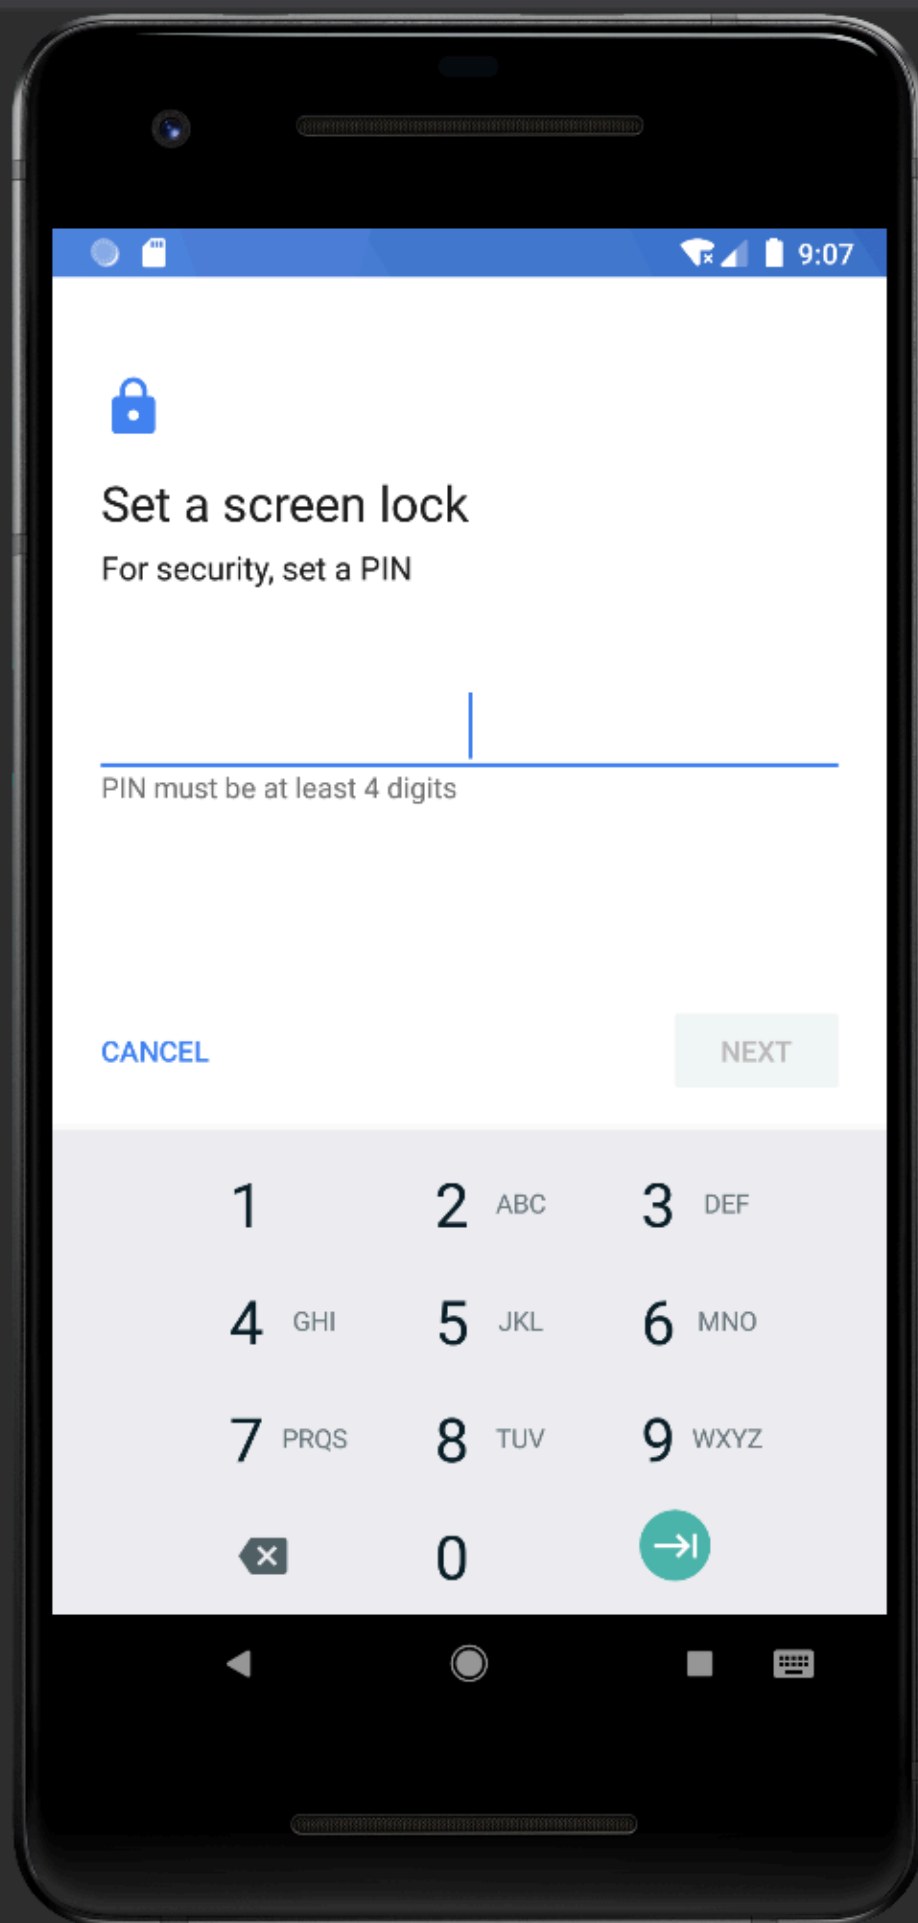 9:07
Set a screen lock
For security, set a PIN
PIN must be at least 4 digits
CANCEL NEXT
1 2 ABC 3 DEF
4 GHI 5 JKL 6 MNO
7 PRQS 8 TUV 9 WXYZ
0